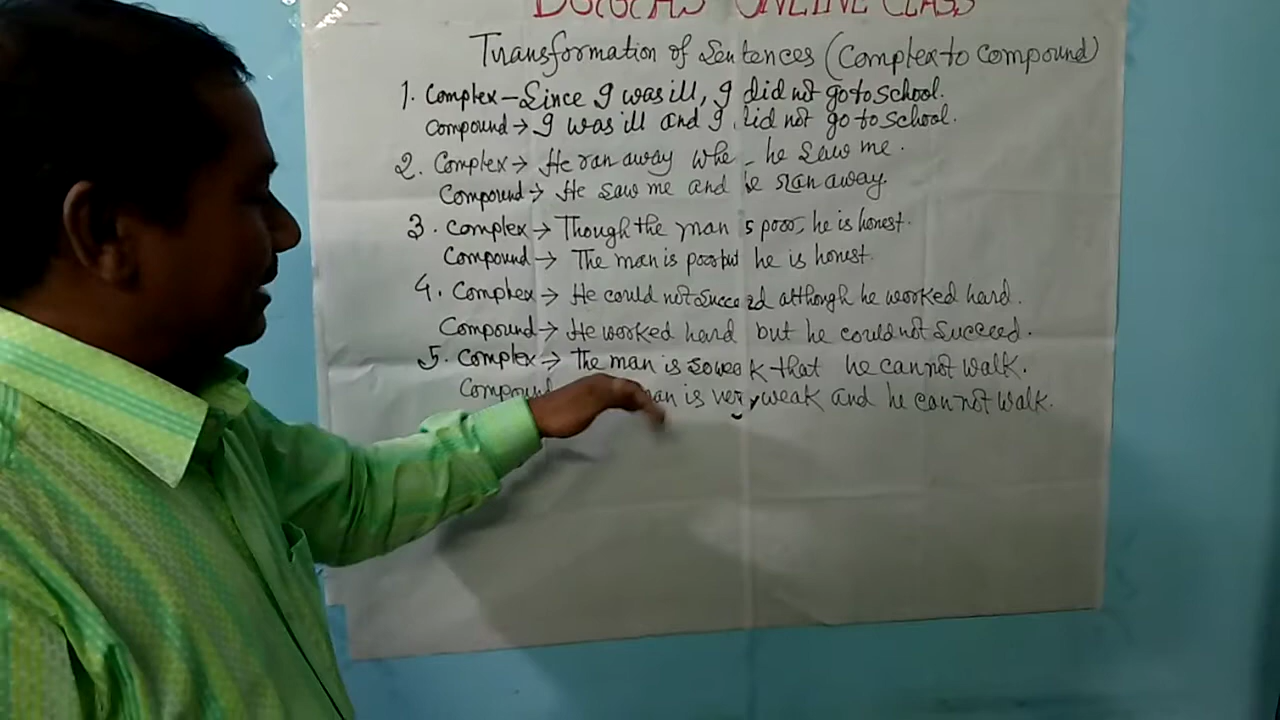 ONLINE CLASS
Transformation of Sentences (Complex to Compound)
1. Complex – Since I was ill, I did not go to school.
Compound → I was ill and I did not go to school.
2. Complex → He ran away whe he saw me.
Compound → He saw me and he ran away.
3. Complex → Though the man is poor, he is honest.
Compound → The man is poor but he is honest.
4. Complex → He could not succeed although he worked hard.
Compound → He worked hard but he could not succeed.
5. Complex → The man is so weak that he cannot walk.
Compound man is very weak and he cannot walk.